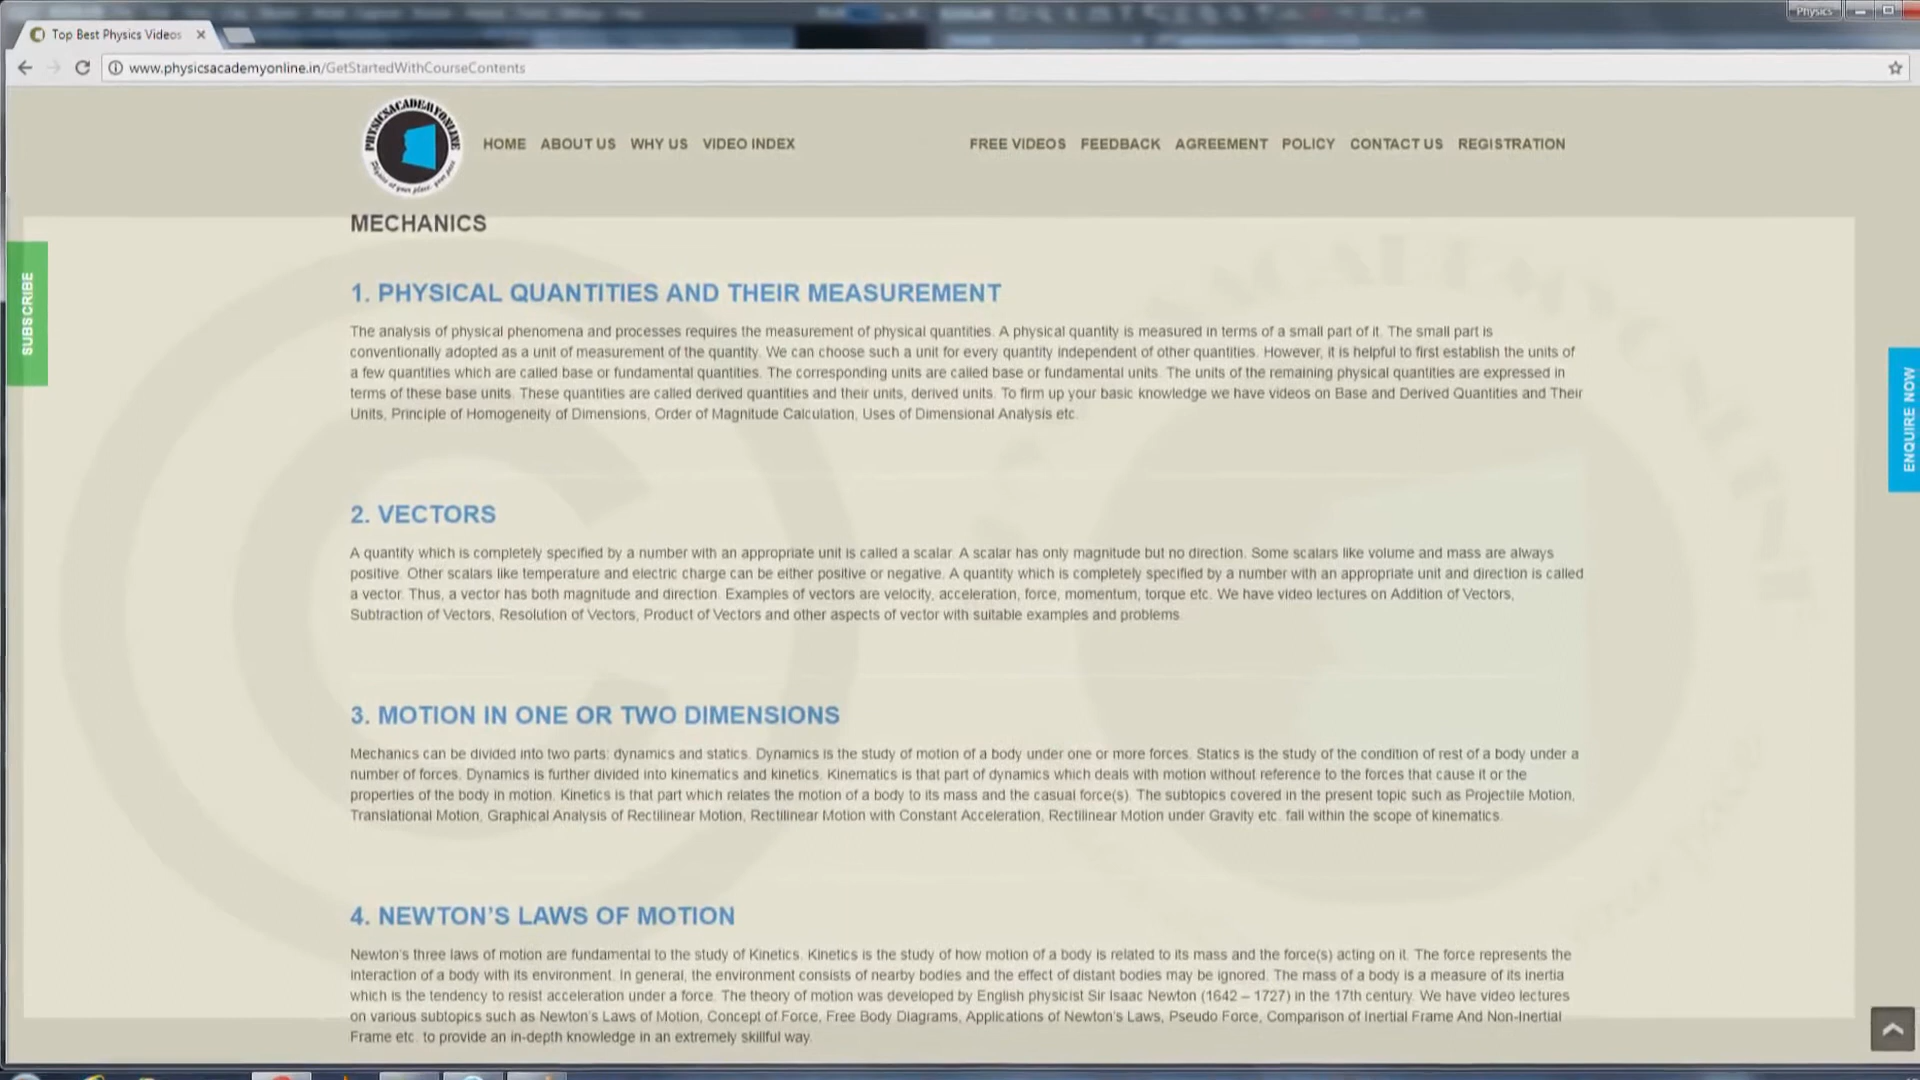 Physics
Top Best Physics Videos
www.physicsacademyonline.in/GetStartedWithCourseContents
PHYSICSACADEMYONLINE
Physics at your place, your pace
HOME ABOUT US WHY US VIDEO INDEX FREE VIDEOS FEEDBACK AGREEMENT POLICY CONTACT US REGISTRATION
SUBSCRIBE
ENQUIRE NOW
MECHANICS
1. PHYSICAL QUANTITIES AND THEIR MEASUREMENT
The analysis of physical phenomena and processes requires the measurement of physical quantities. A physical quantity is measured in terms of a small part of it. The small part is
conventionally adopted as a unit of measurement of the quantity. We can choose such a unit for every quantity independent of other quantities. However, it is helpful to first establish the units of
a few quantities which are called base or fundamental quantities. The corresponding units are called base or fundamental units. The units of the remaining physical quantities are expressed in
terms of these base units. These quantities are called derived quantities and their units, derived units. To firm up your basic knowledge we have videos on Base and Derived Quantities and Their
Units, Principle of Homogeneity of Dimensions, Order of Magnitude Calculation, Uses of Dimensional Analysis etc.
2. VECTORS
A quantity which is completely specified by a number with an appropriate unit is called a scalar. A scalar has only magnitude but no direction. Some scalars like volume and mass are always
positive. Other scalars like temperature and electric charge can be either positive or negative. A quantity which is completely specified by a number with an appropriate unit and direction is called
a vector. Thus, a vector has both magnitude and direction. Examples of vectors are velocity, acceleration, force, momentum, torque etc. We have video lectures on Addition of Vectors,
Subtraction of Vectors, Resolution of Vectors, Product of Vectors and other aspects of vector with suitable examples and problems.
3. MOTION IN ONE OR TWO DIMENSIONS
Mechanics can be divided into two parts: dynamics and statics. Dynamics is the study of motion of a body under one or more forces. Statics is the study of the condition of rest of a body under a
number of forces. Dynamics is further divided into kinematics and kinetics. Kinematics is that part of dynamics which deals with motion without reference to the forces that cause it or the
properties of the body in motion. Kinetics is that part which relates the motion of a body to its mass and the casual force(s). The subtopics covered in the present topic such as Projectile Motion,
Translational Motion, Graphical Analysis of Rectilinear Motion, Rectilinear Motion with Constant Acceleration, Rectilinear Motion under Gravity etc. fall within the scope of kinematics.
4. NEWTON'S LAWS OF MOTION
Newton's three laws of motion are fundamental to the study of Kinetics. Kinetics is the study of how motion of a body is related to its mass and the force(s) acting on it. The force represents the
interaction of a body with its environment. In general, the environment consists of nearby bodies and the effect of distant bodies may be ignored. The mass of a body is a measure of its inertia
which is the tendency to resist acceleration under a force. The theory of motion was developed by English physicist Sir Isaac Newton (1642 – 1727) in the 17th century. We have video lectures
on various subtopics such as Newton's Laws of Motion, Concept of Force, Free Body Diagrams, Applications of Newton's Laws, Pseudo Force, Comparison of Inertial Frame And Non-Inertial
Frame etc. to provide an in-depth knowledge in an extremely skillful way.